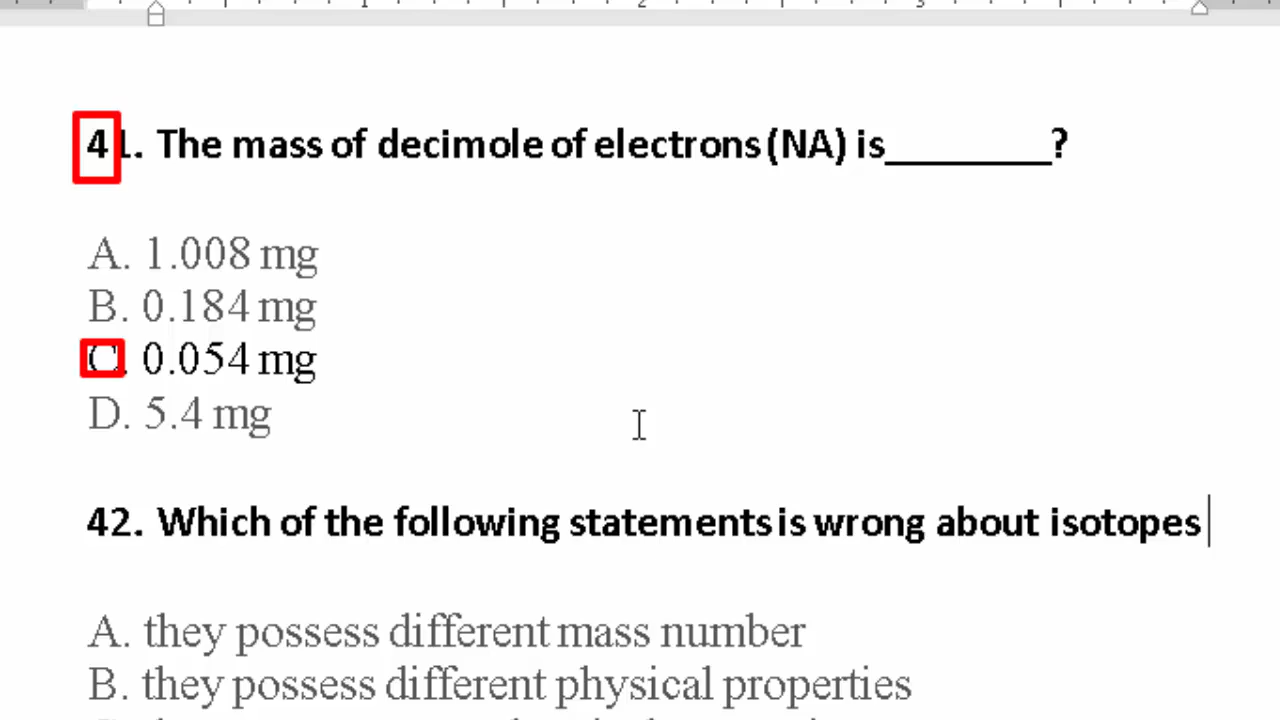 41. The mass of decimole of electrons (NA) is________?
A. 1.008 mg
B. 0.184 mg
C. 0.054 mg
D. 5.4 mg
42. Which of the following statements is wrong about isotopes
A. they possess different mass number
B. they possess different physical properties